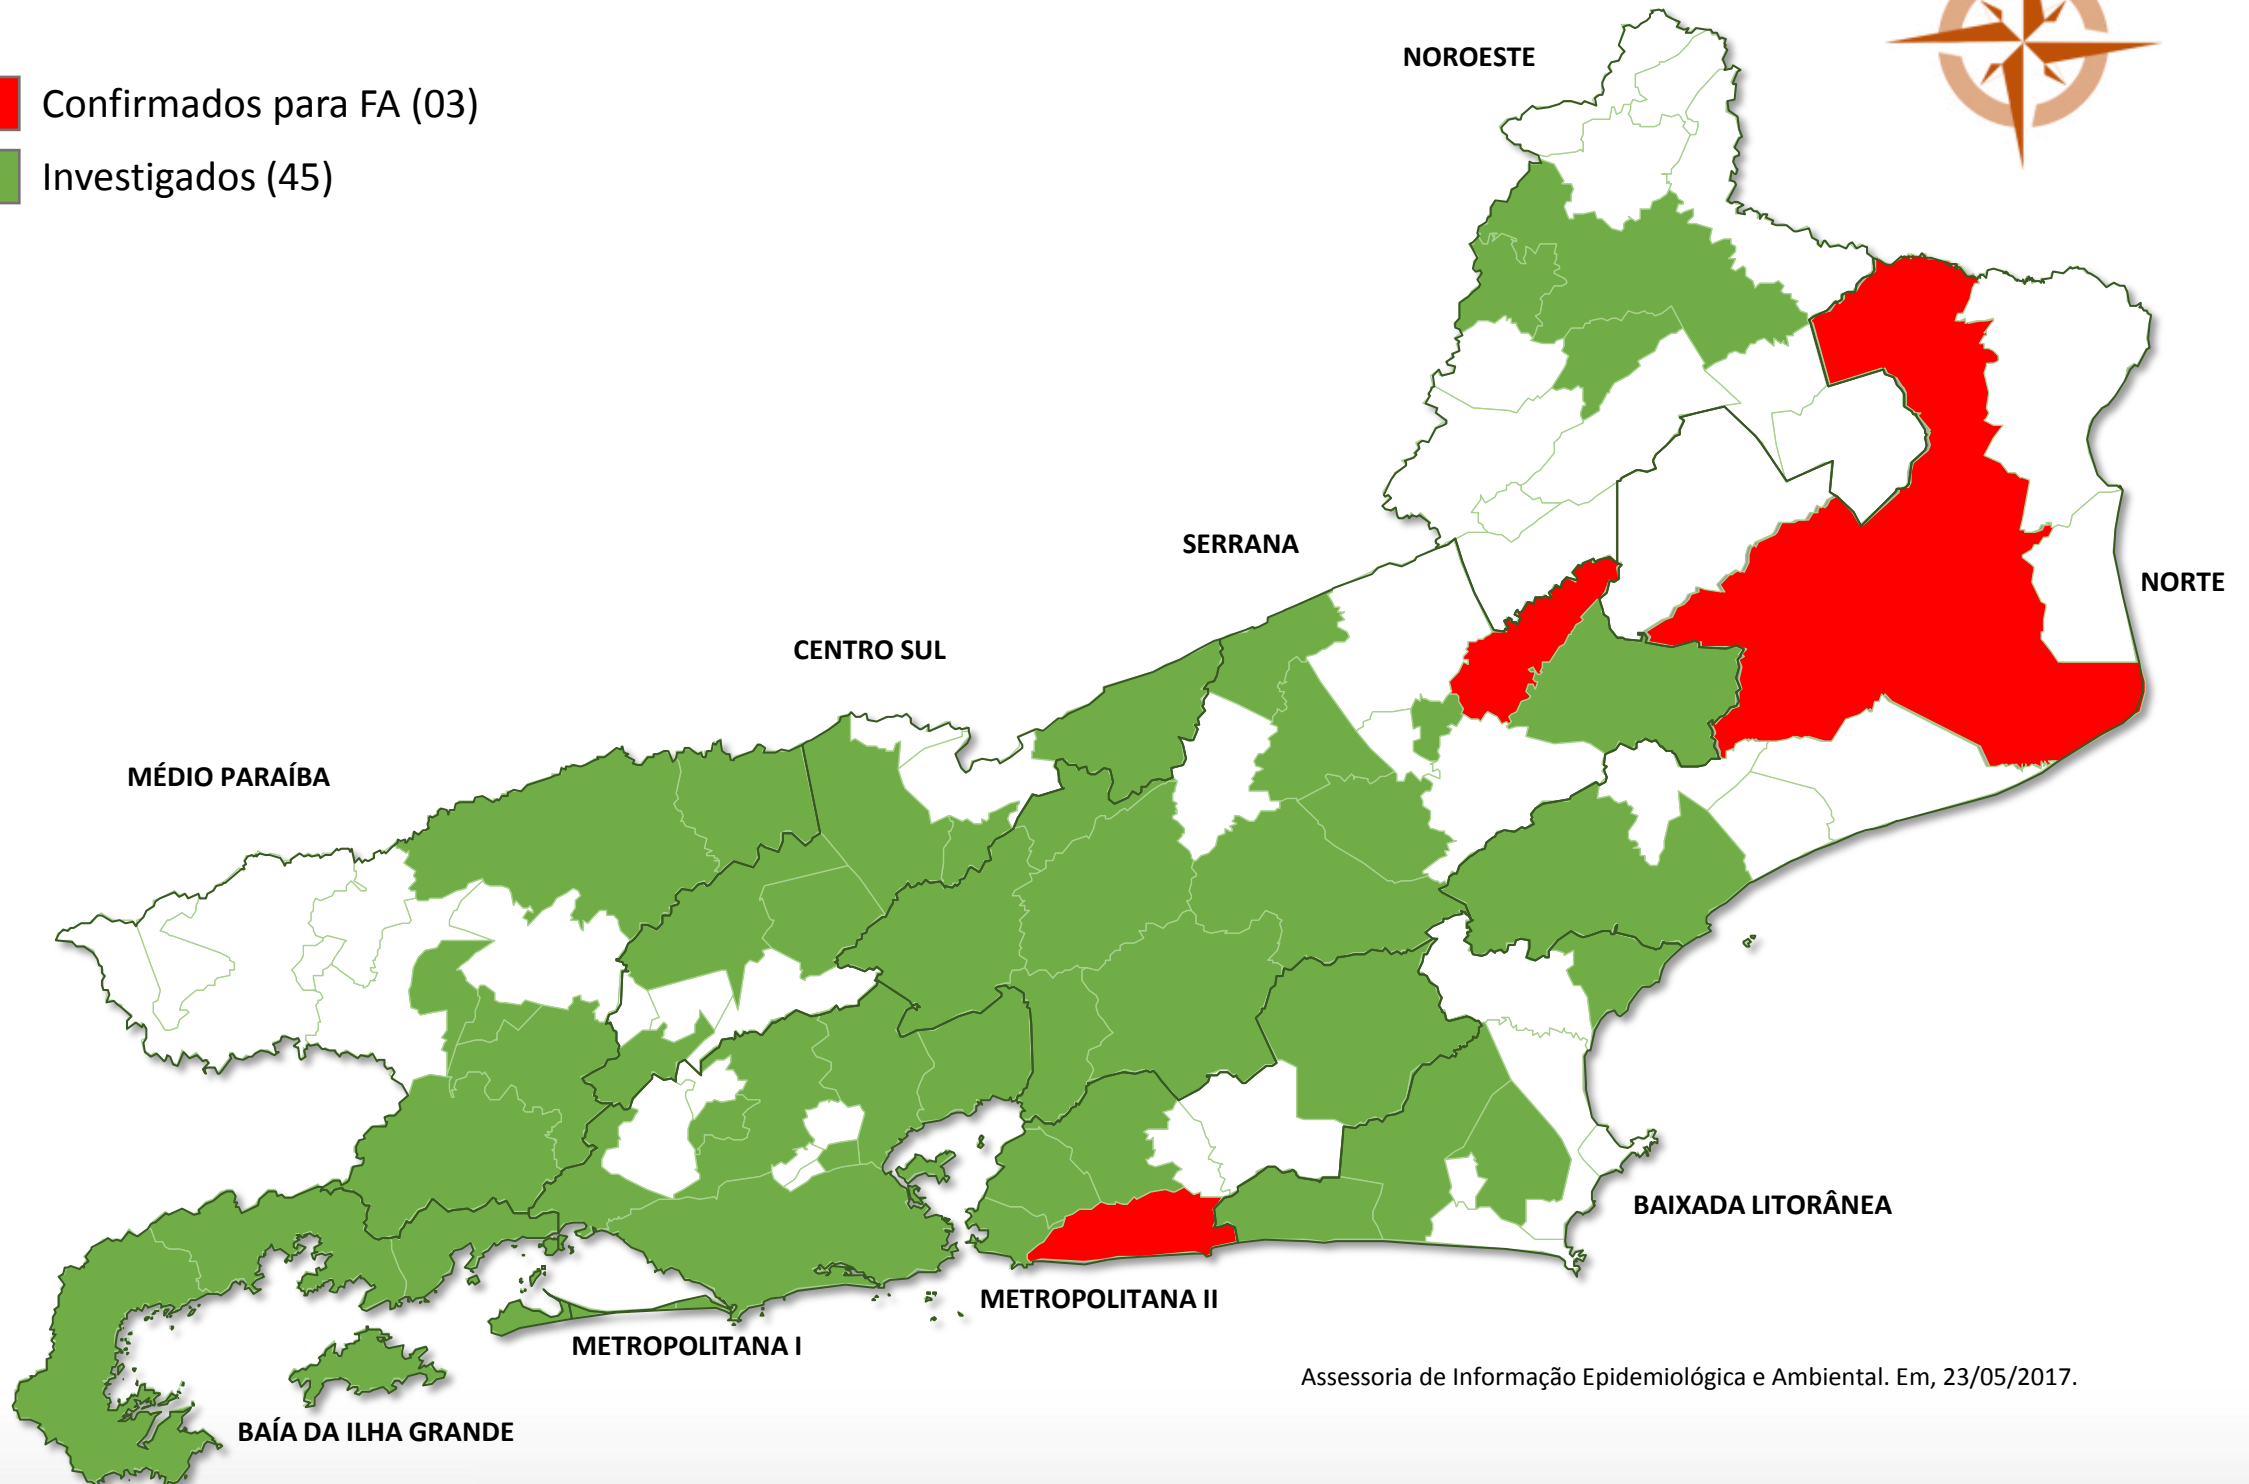 NOROESTE
Confirmados para FA (03)
Investigados (45)
SERRANA
NORTE
CENTRO SUL
MÉDIO PARAÍBA
BAIXADA LITORÂNEA
METROPOLITANA II
METROPOLITANA I
Assessoria de Informação Epidemiológica e Ambiental. Em, 23/05/2017.
BAÍA DA ILHA GRANDE